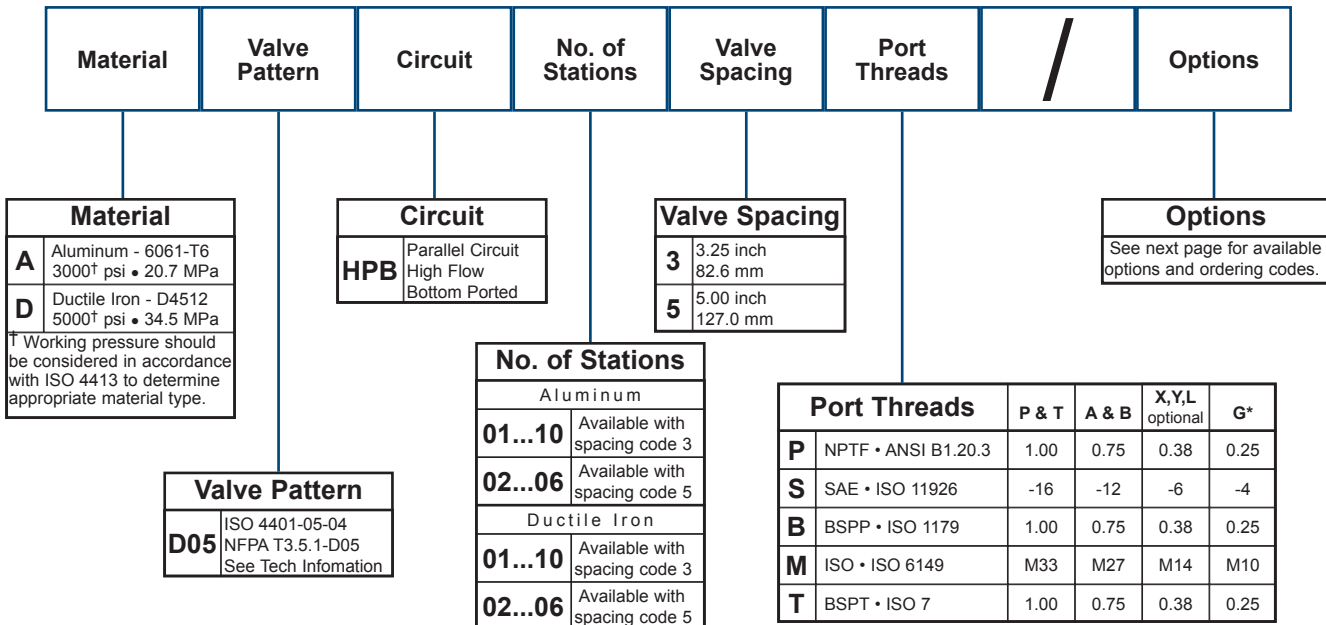 Material
Valve
Pattern
Circuit
No. of
Stations
Valve
Spacing
Port
Threads
/
Options
Material
A
Aluminum - 6061-T6
3000† psi • 20.7 MPa
D
Ductile Iron - D4512
5000† psi • 34.5 MPa
† Working pressure should
be considered in accordance
with ISO 4413 to determine
appropriate material type.
Valve Pattern
D05
ISO 4401-05-04
NFPA T3.5.1-D05
See Tech Infomation
Circuit
HPB
Parallel Circuit
High Flow
Bottom Ported
No. of Stations
Aluminum
01...10
Available with
spacing code 3
02...06
Available with
spacing code 5
Ductile Iron
01...10
Available with
spacing code 3
02...06
Available with
spacing code 5
Valve Spacing
3
3.25 inch
82.6 mm
5
5.00 inch
127.0 mm
Port Threads P & T A & B X,Y,L optional G*
P NPTF • ANSI B1.20.3 1.00 0.75 0.38 0.25
S SAE • ISO 11926 -16 -12 -6 -4
B BSPP • ISO 1179 1.00 0.75 0.38 0.25
M ISO • ISO 6149 M33 M27 M14 M10
T BSPT • ISO 7 1.00 0.75 0.38 0.25
Options
See next page for available
options and ordering codes.